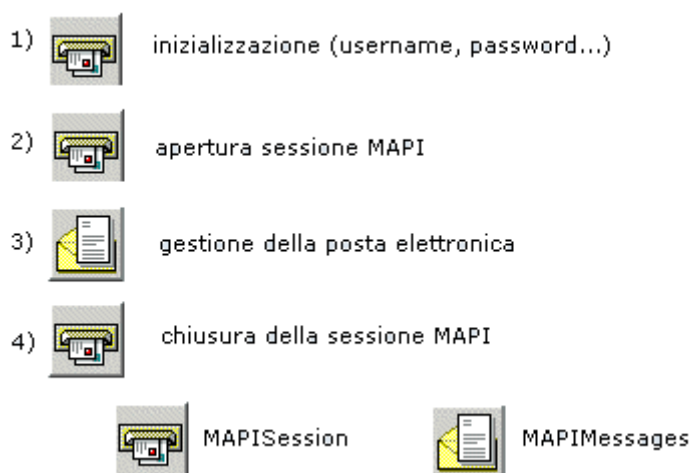 1) inizializzazione (username, password...)
2) apertura sessione MAPI
3) gestione della posta elettronica
4) chiusura della sessione MAPI
MAPISession MAPIMessages